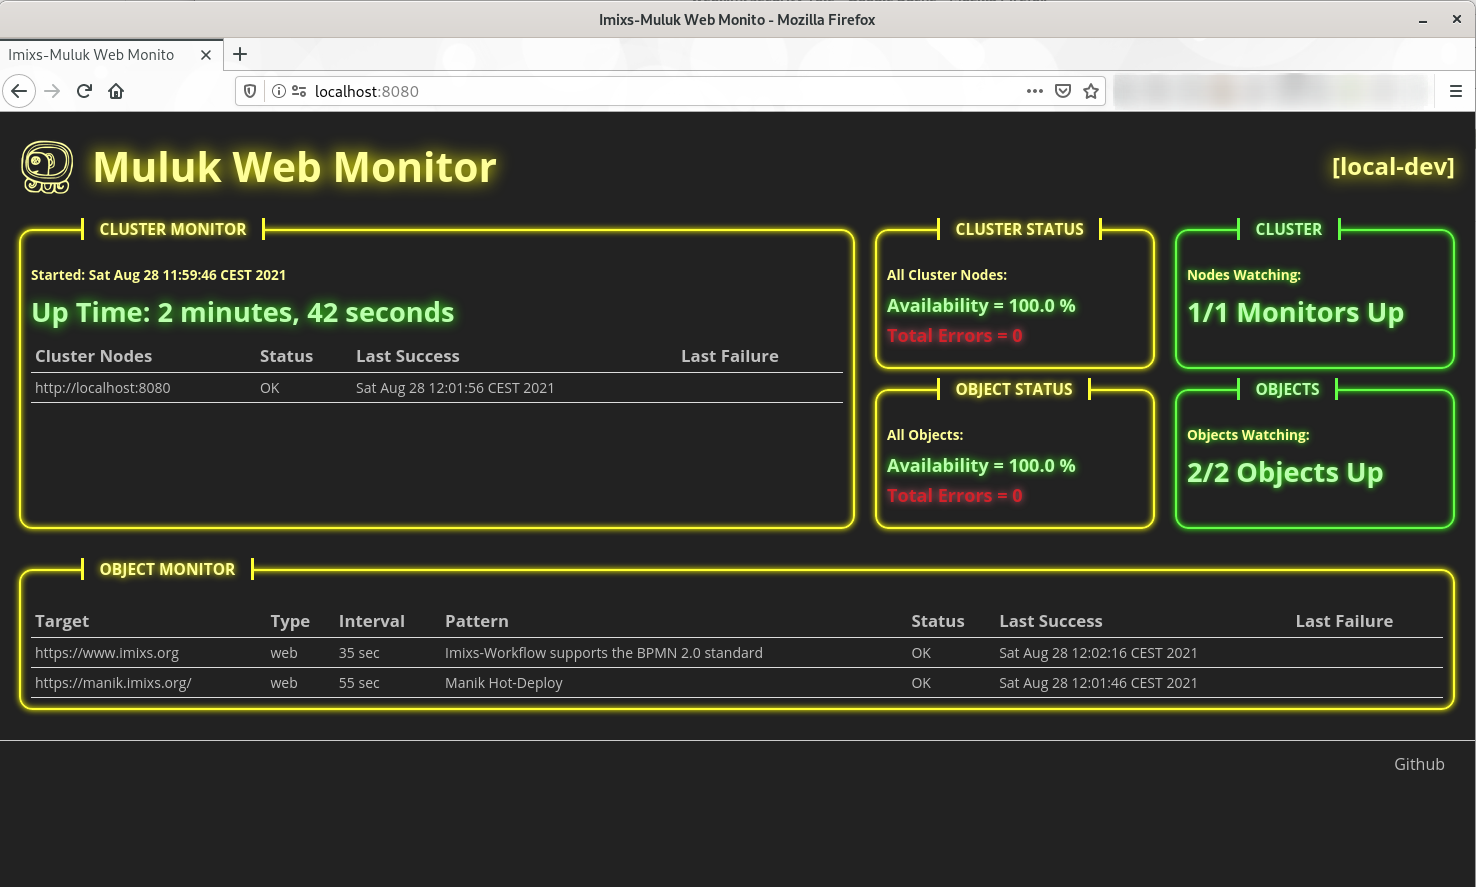 Imixs-Muluk Web Monito - Mozilla Firefox
Imixs-Muluk Web Monito
localhost:8080
Muluk Web Monitor
[local-dev]
CLUSTER MONITOR
Started: Sat Aug 28 11:59:46 CEST 2021
Up Time: 2 minutes, 42 seconds
Cluster Nodes Status Last Success Last Failure
http://localhost:8080 OK Sat Aug 28 12:01:56 CEST 2021
CLUSTER STATUS
All Cluster Nodes:
Availability = 100.0 %
Total Errors = 0
CLUSTER
Nodes Watching:
1/1 Monitors Up
OBJECT STATUS
All Objects:
Availability = 100.0 %
Total Errors = 0
OBJECTS
Objects Watching:
2/2 Objects Up
OBJECT MONITOR
Target Type Interval Pattern Status Last Success Last Failure
https://www.imixs.org web 35 sec Imixs-Workflow supports the BPMN 2.0 standard OK Sat Aug 28 12:02:16 CEST 2021
https://manik.imixs.org/ web 55 sec Manik Hot-Deploy OK Sat Aug 28 12:01:46 CEST 2021
Github